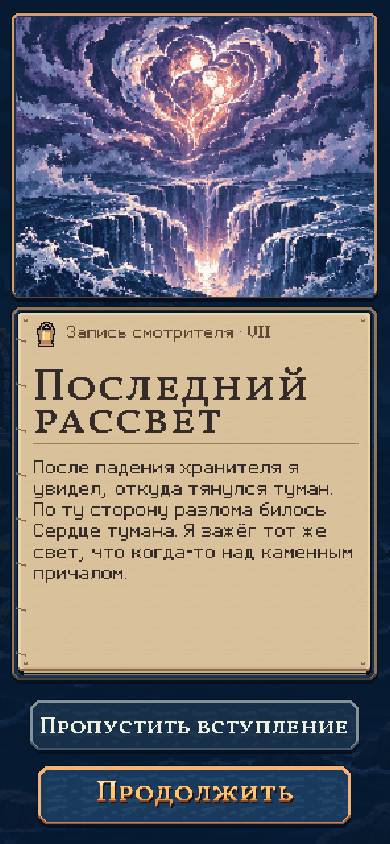 Запись смотрителя · VII
Последний
рассвет
После падения хранителя я
увидел, откуда тянулся туман.
По ту сторону разлома билось
Сердце тумана. Я зажёг тот же
свет, что когда-то над каменным
причалом.
Пропустить вступление
Продолжить